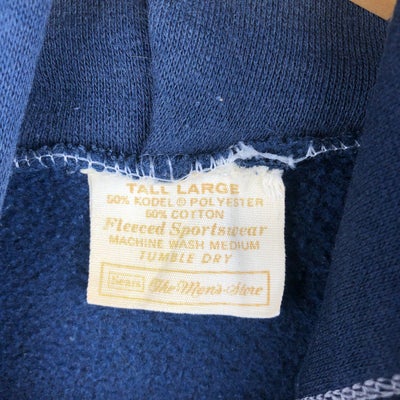 TALL LARGE
50% KODEL® POLYESTER
50% COTTON
Fleeced Sportswear
MACHINE WASH MEDIUM
TUMBLE DRY
Sears The Men's Store